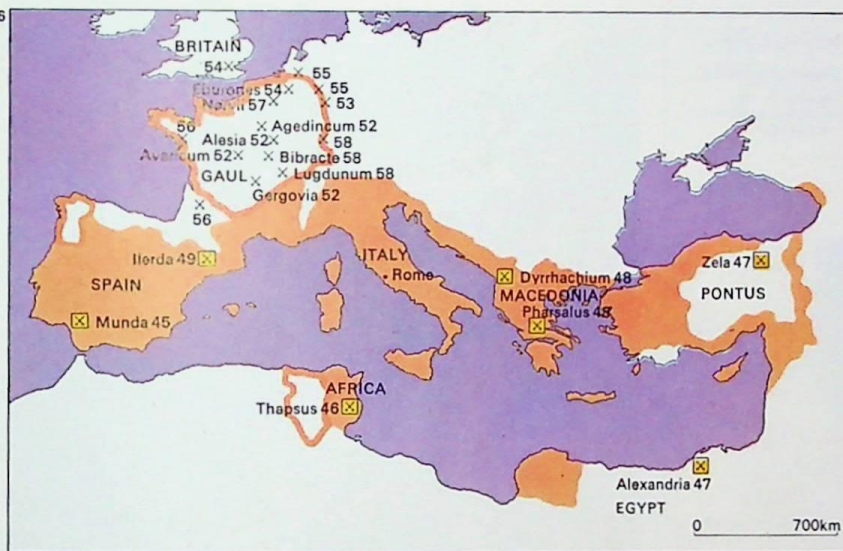 6
BRITAIN
54
55
Eburones 54
55
Nervii 57
53
56
Agedincum 52
Alesia 52
58
Avaricum 52
Bibracte 58
GAUL
Lugdunum 58
Gergovia 52
56
Ilerda 49
ITALY
Rome
SPAIN
Munda 45
Dyrrhachium 48
MACEDONIA
Pharsalus 48
Zela 47
PONTUS
AFRICA
Thapsus 46
Alexandria 47
EGYPT
0 700km